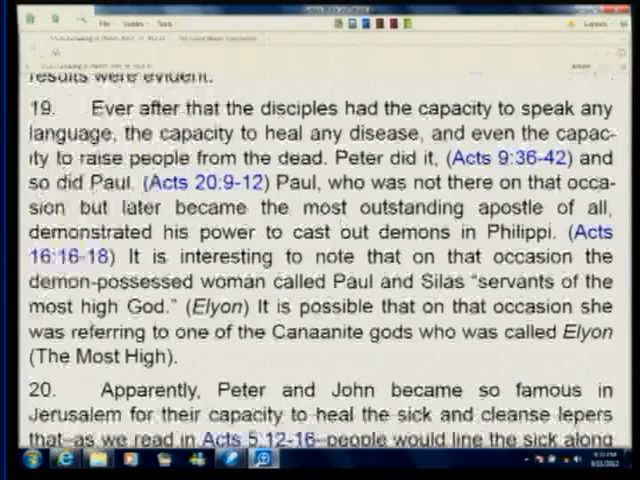 File
Guides
Tools
Layouts
results were evident.
19. Ever after that the disciples had the capacity to speak any
language, the capacity to heal any disease, and even the capac-
ity to raise people from the dead. Peter did it, (Acts 9:36-42) and
so did Paul. (Acts 20:9-12) Paul, who was not there on that occa-
sion but later became the most outstanding apostle of all,
demonstrated his power to cast out demons in Philippi. (Acts
16:16-18) It is interesting to note that on that occasion the
demon-possessed woman called Paul and Silas “servants of the
most high God.” (Elyon) It is possible that on that occasion she
was referring to one of the Canaanite gods who was called Elyon
(The Most High).
20. Apparently, Peter and John became so famous in
Jerusalem for their capacity to heal the sick and cleanse lepers
that–as we read in Acts 5:12-16–people would line the sick along